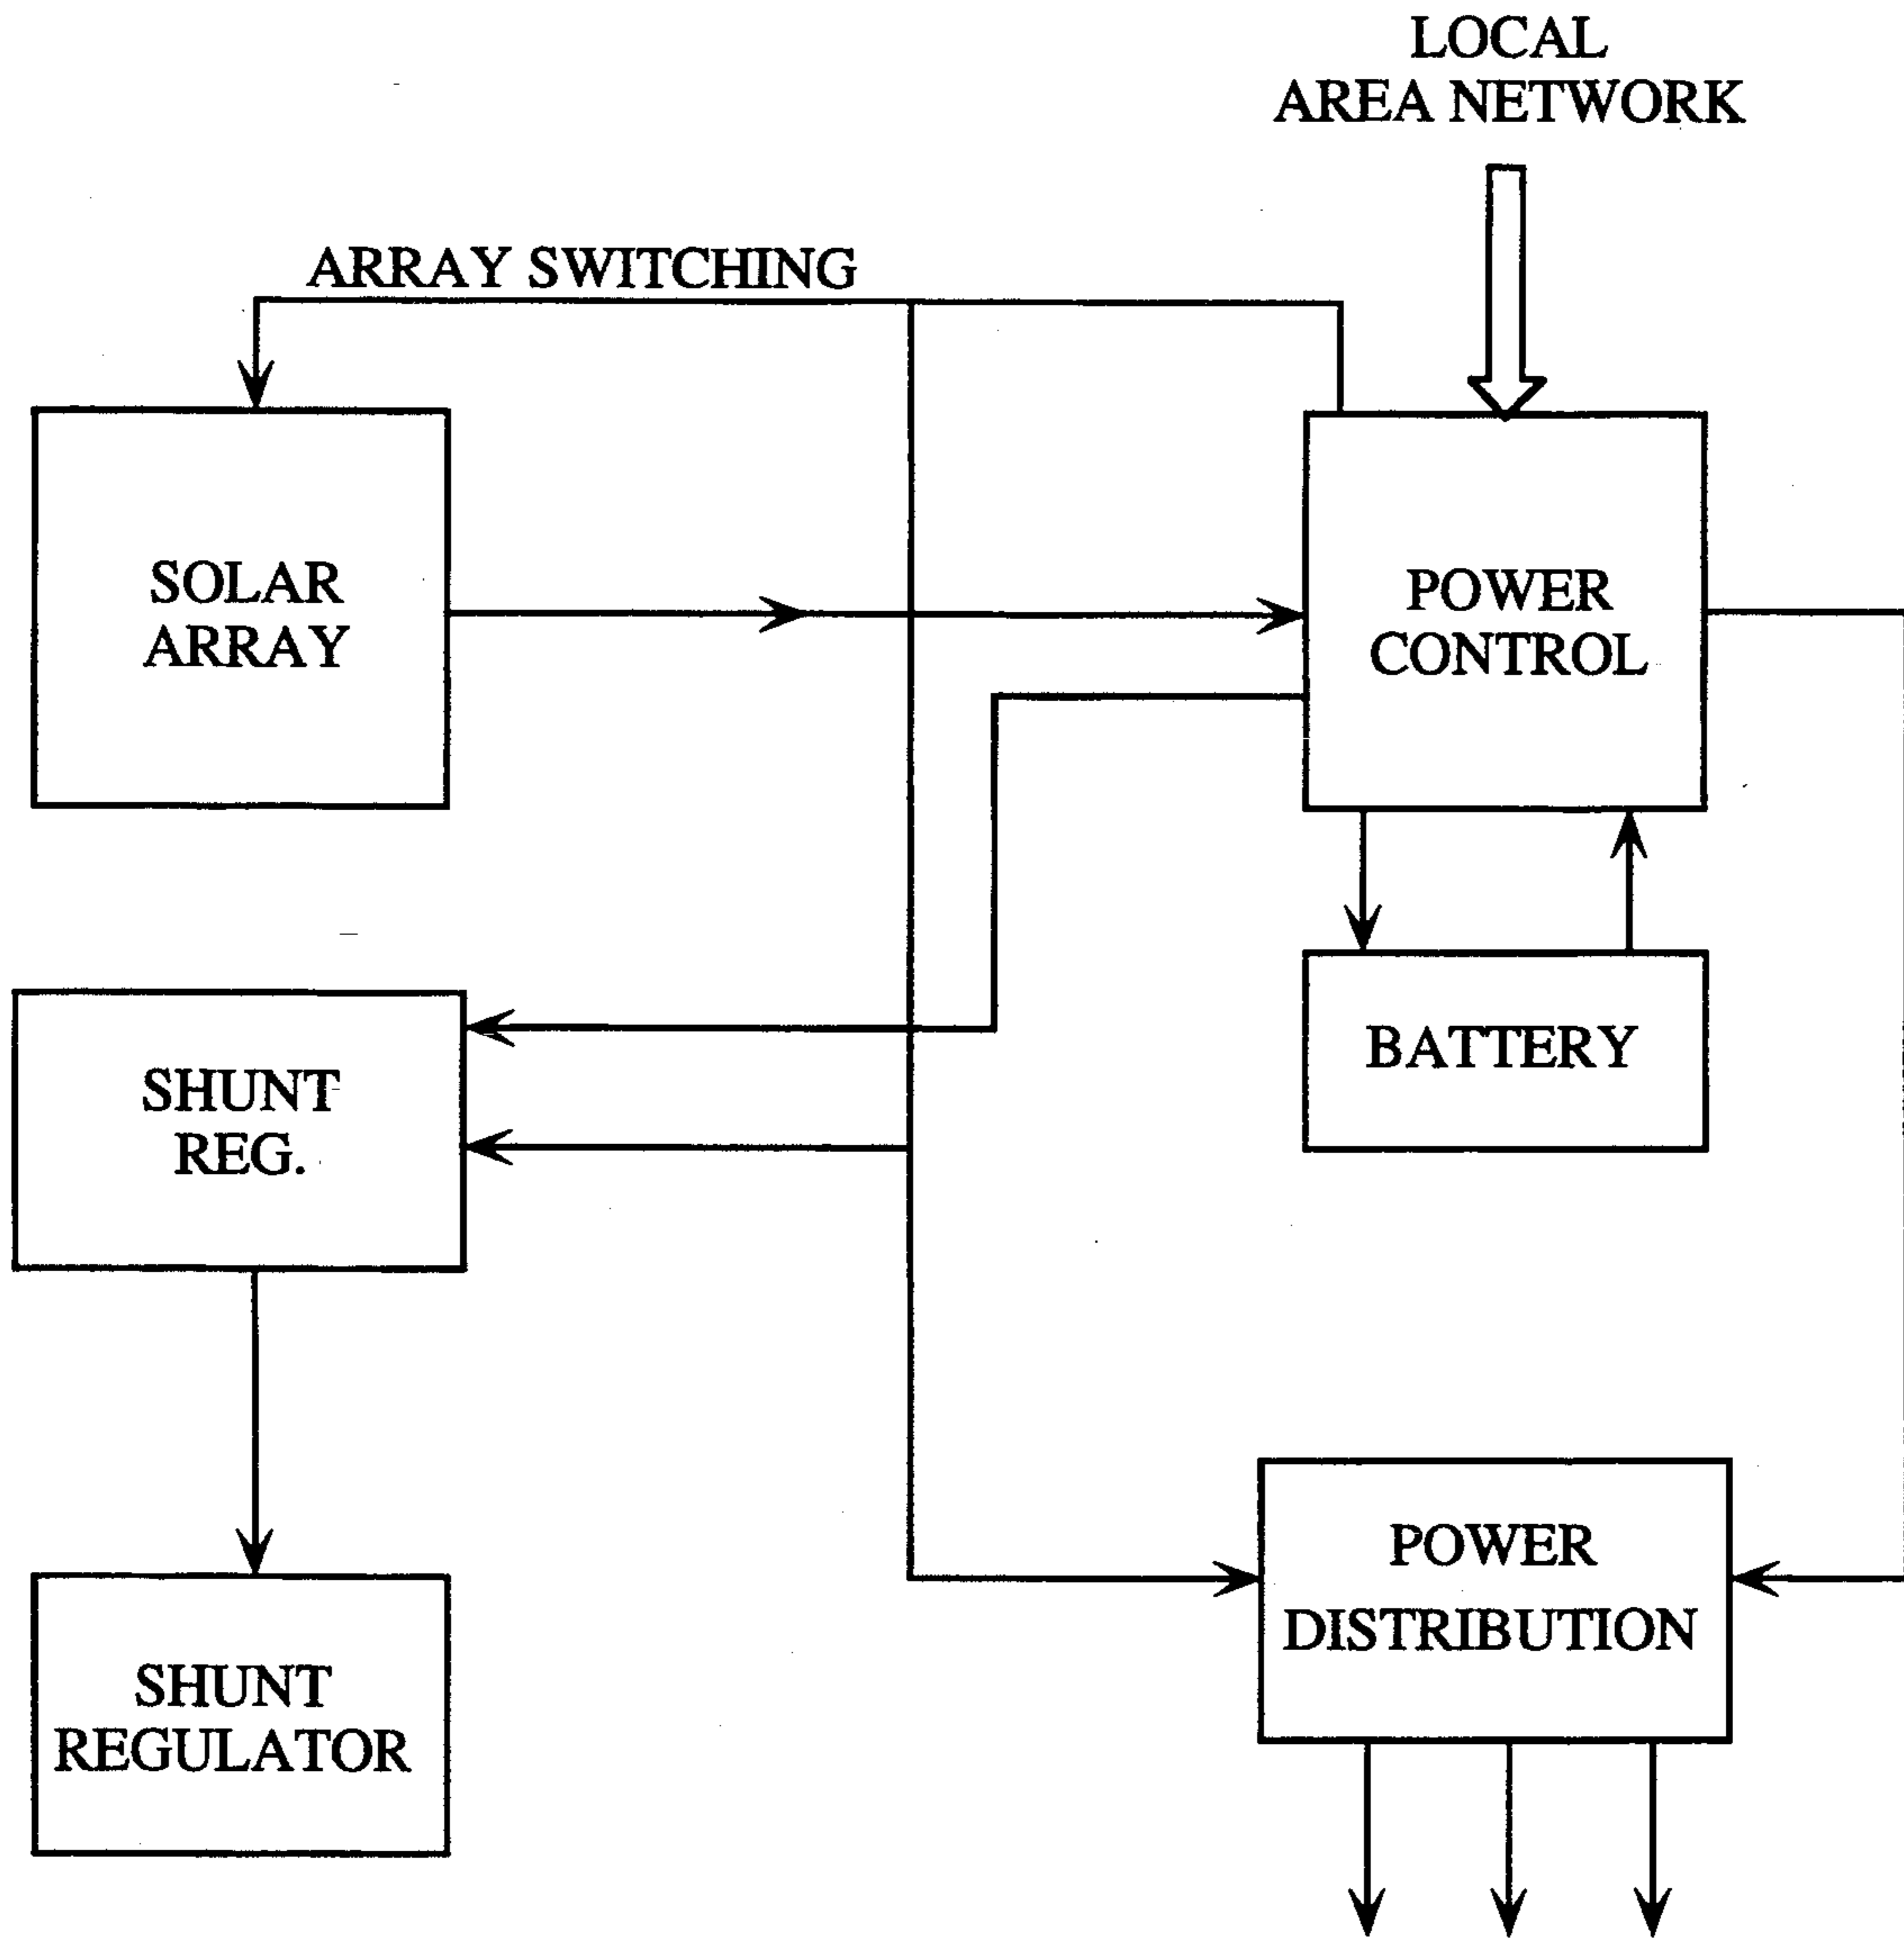 LOCAL
AREA NETWORK
ARRAY SWITCHING
SOLAR
ARRAY
POWER
CONTROL
BATTERY
SHUNT
REG.
SHUNT
REGULATOR
POWER
DISTRIBUTION